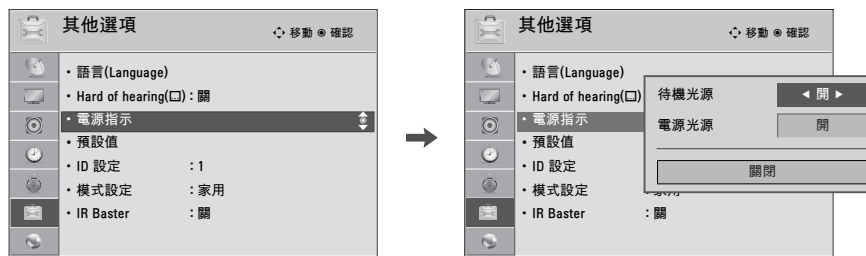 其他選項
移動 ◉ 確認
• 語言(Language)
• Hard of hearing( ) : 關
• 電源指示
• 預設值
• ID 設定 : 1
• 模式設定 : 家用
• IR Baster : 關
其他選項
移動 ◉ 確認
• 語言(Language)
• Hard of hearing( )
• 電源指示
• 預設值
• ID 設定
• 模式設定 : 家用
• IR Baster : 關
待機光源 ◀ 開 ▶
電源光源 開
關閉